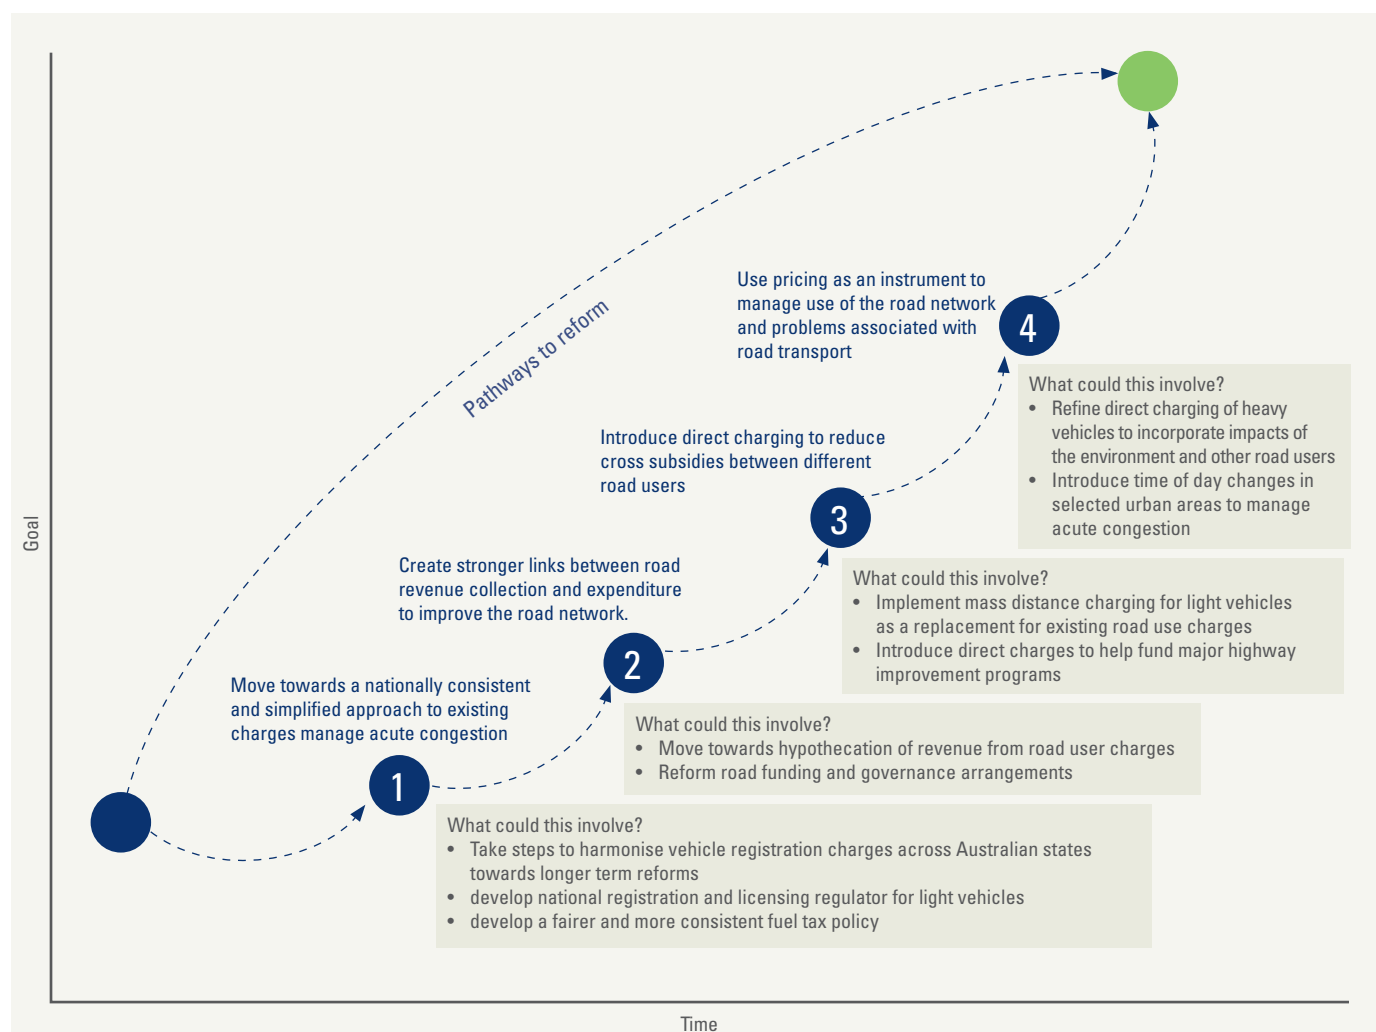 Use pricing as an instrument to
manage use of the road network
and problems associated with
road transport
4
What could this involve?
• Refine direct charging of heavy
vehicles to incorporate impacts of
the environment and other road users
• Introduce time of day changes in
selected urban areas to manage
acute congestion
Pathways to reform
Introduce direct charging to reduce
cross subsidies between different
road users
3
What could this involve?
• Implement mass distance charging for light vehicles
as a replacement for existing road use charges
• Introduce direct charges to help fund major highway
improvement programs
Goal
Create stronger links between road
revenue collection and expenditure
to improve the road network.
2
What could this involve?
• Move towards hypothecation of revenue from road user charges
• Reform road funding and governance arrangements
Move towards a nationally consistent
and simplified approach to existing
charges manage acute congestion
1
What could this involve?
• Take steps to harmonise vehicle registration charges across Australian states
towards longer term reforms
• develop national registration and licensing regulator for light vehicles
• develop a fairer and more consistent fuel tax policy
Time